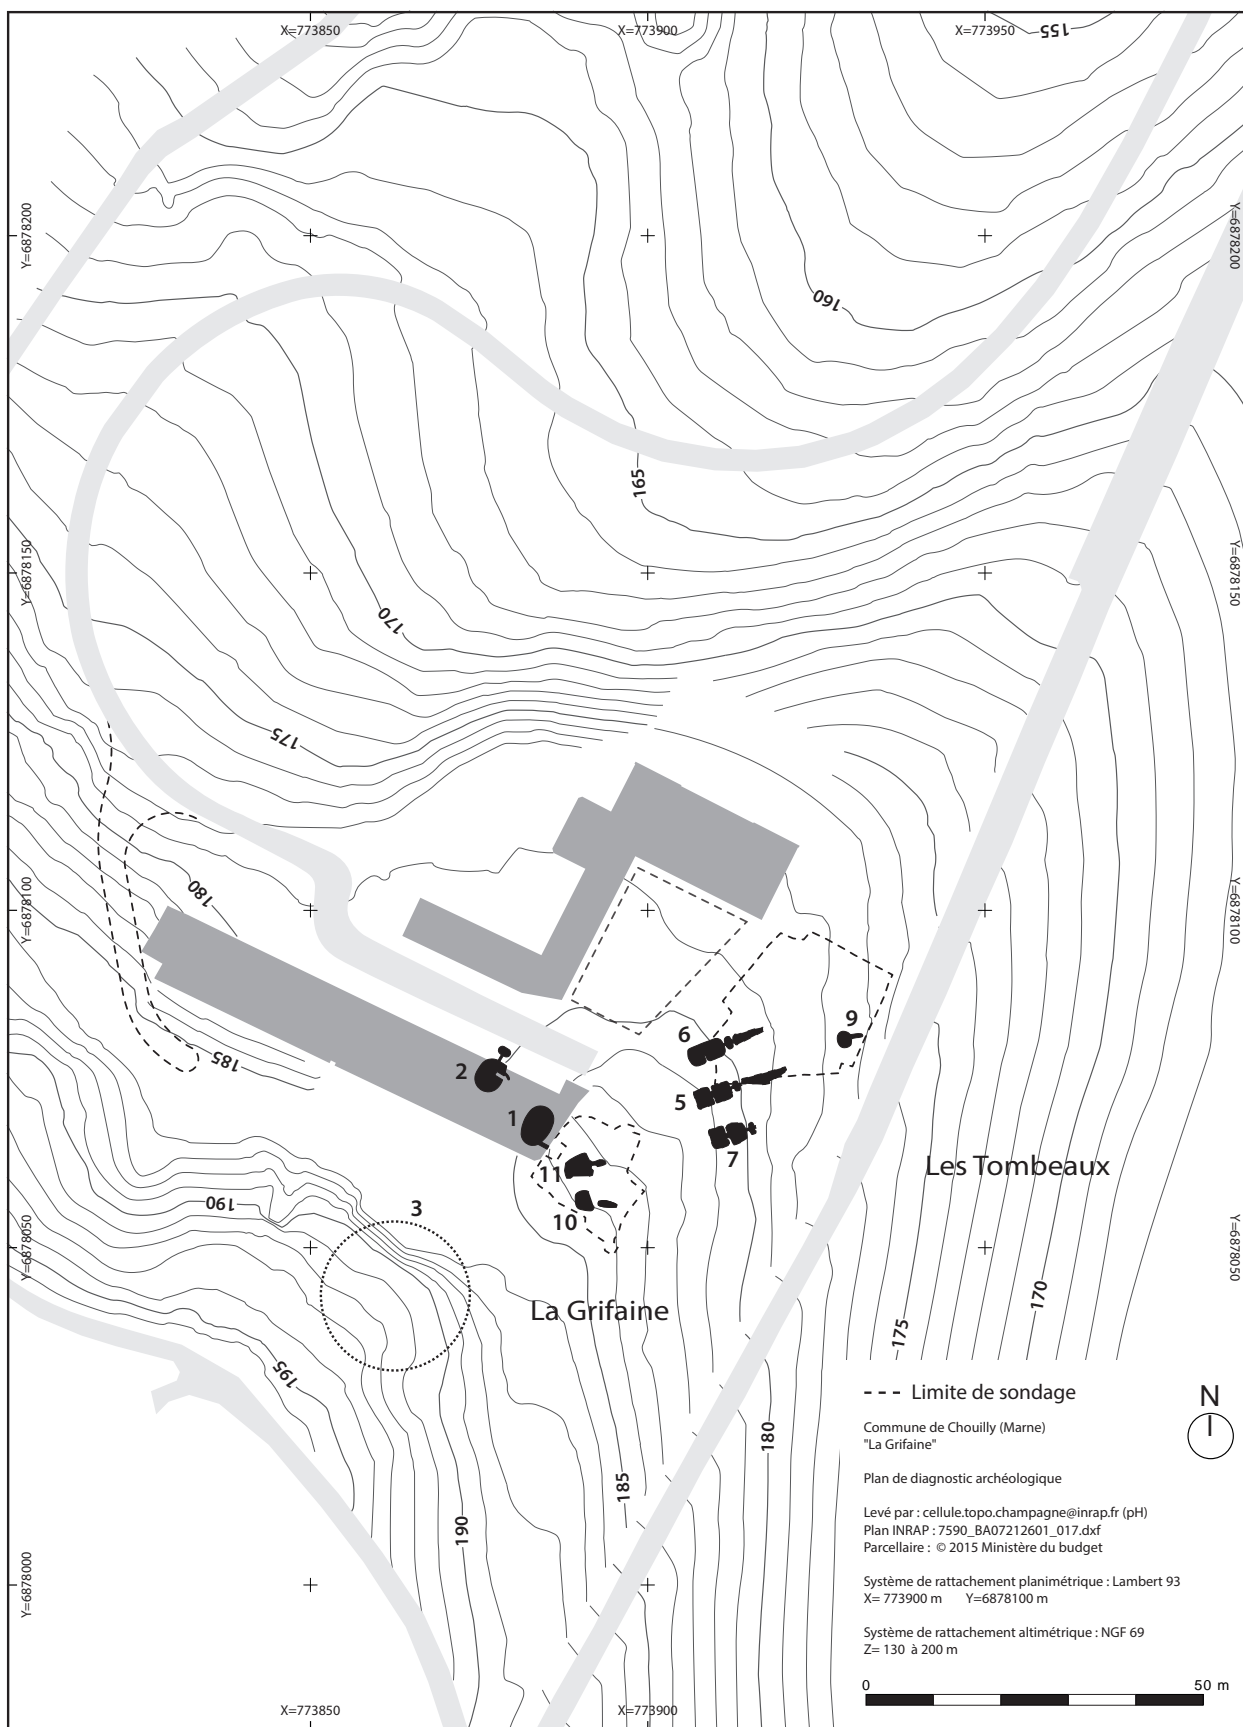 X=773850
X=773900
X=773950
155
Y=6878200
Y=6878200
160
165
Y=6878150
Y=6878150
170
175
180
Y=6878100
Y=6878100
185
9
6
2
5
1
7
11
Les Tombeaux
10
190
3
Y=6878050
Y=6878050
La Grifaine
170
175
195
180
185
190
Limite de sondage
N
Commune de Chouilly (Marne)
"La Grifaine"
Plan de diagnostic archéologique
Levé par : cellule.topo.champagne@inrap.fr (pH)
Plan INRAP : 7590_BA07212601_017.dxf
Parcellaire : © 2015 Ministère du budget
Système de rattachement planimétrique : Lambert 93
X= 773900 m Y=6878100 m
Système de rattachement altimétrique : NGF 69
Z= 130 à 200 m
Y=6878000
0 50 m
X=773850
X=773900